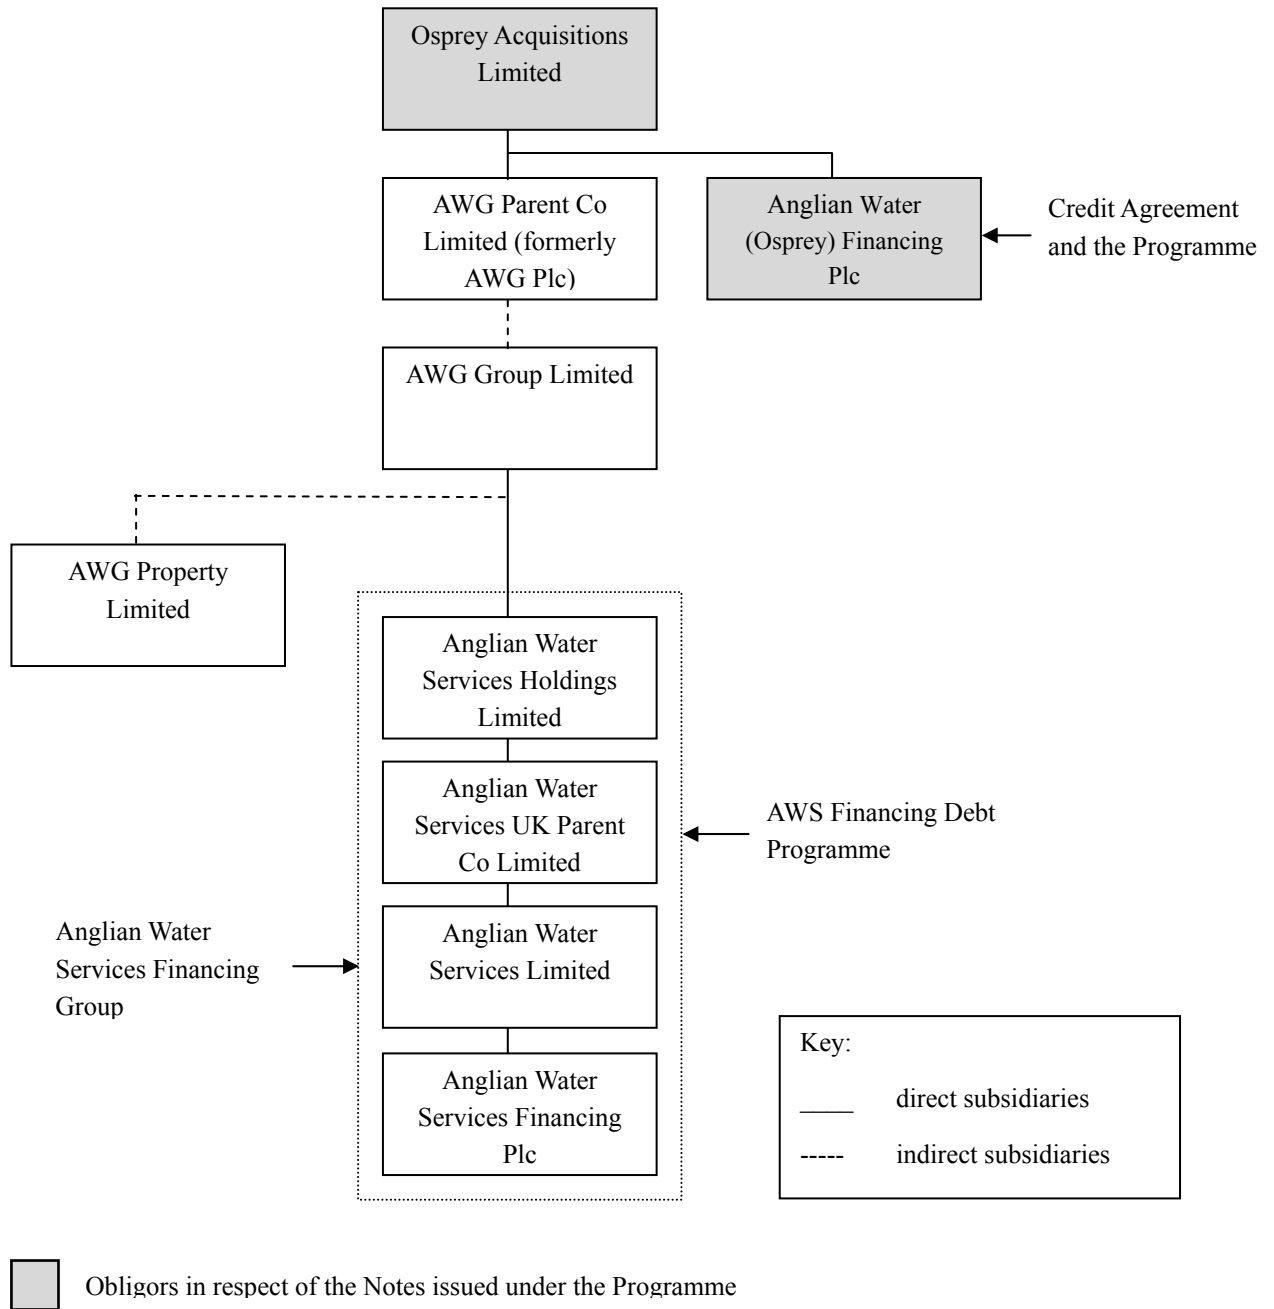 Osprey Acquisitions
Limited
AWG Parent Co
Limited (formerly
AWG Plc)
Anglian Water
(Osprey) Financing
Plc
Credit Agreement
and the Programme
AWG Group Limited
AWG Property
Limited
Anglian Water
Services Holdings
Limited
Anglian Water
Services UK Parent
Co Limited
AWS Financing Debt
Programme
Anglian Water
Services Financing
Group
Anglian Water
Services Limited
Anglian Water
Services Financing
Plc
Key:
____ direct subsidiaries
----- indirect subsidiaries
Obligors in respect of the Notes issued under the Programme